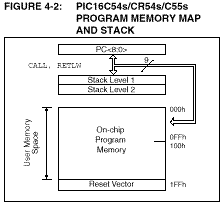 FIGURE 4-2: PIC16C54s/CR54s/C55s
PROGRAM MEMORY MAP
AND STACK
PC<8:0>
9
CALL, RETLW
Stack Level 1
Stack Level 2
000h
User Memory
Space
On-chip
Program
Memory
0FFh
100h
Reset Vector
1FFh